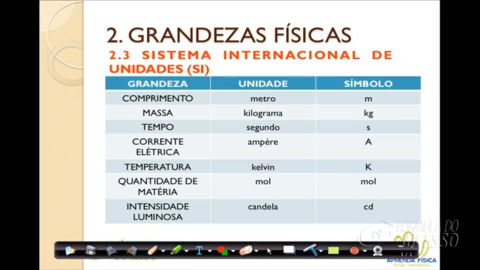 2. GRANDEZAS FÍSICAS
2.3 SISTEMA INTERNACIONAL DE
UNIDADES (SI)
GRANDEZA UNIDADE SÍMBOLO
COMPRIMENTO metro m
MASSA kilograma kg
TEMPO segundo s
CORRENTE
ELÉTRICA ampére A
TEMPERATURA kelvin K
QUANTIDADE DE
MATÉRIA mol mol
INTENSIDADE
LUMINOSA candela cd
APRENDA FÍSICA